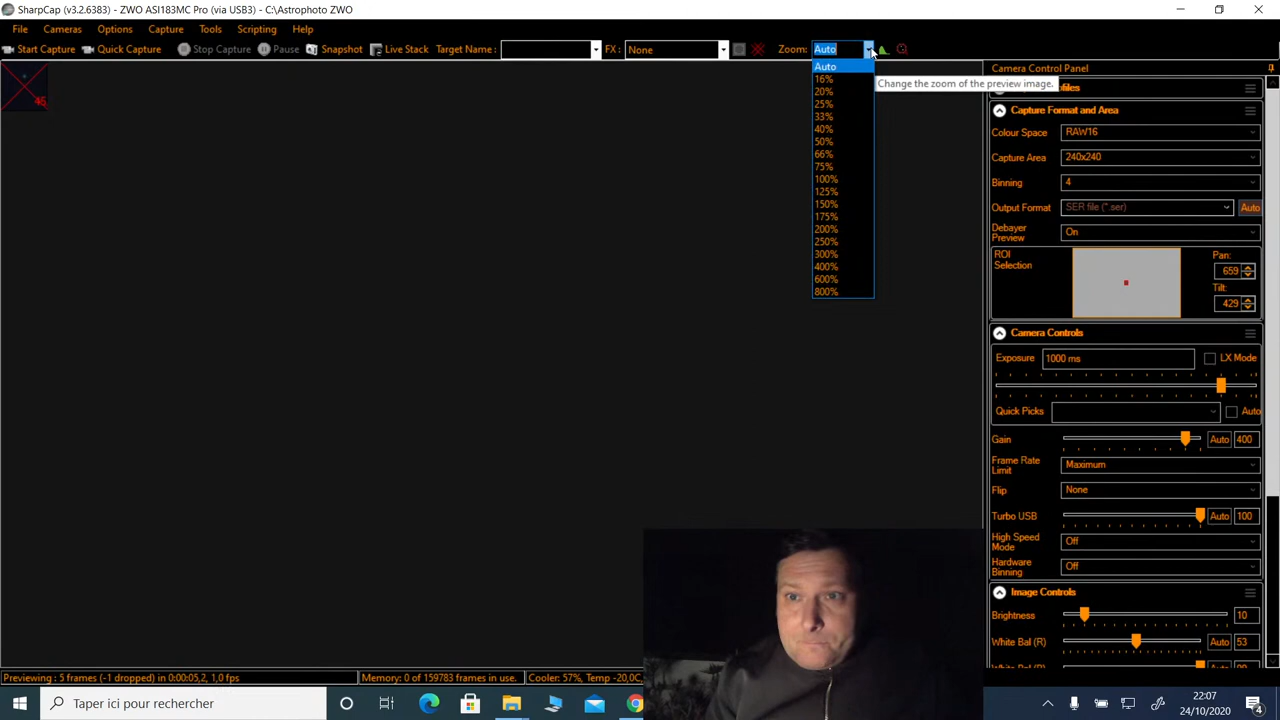 SharpCap (v3.2.6383) - ZWO ASI183MC Pro (via USB3) - C:\Astrophoto ZWO
File Cameras Options Capture Tools Scripting Help
Start Capture Quick Capture Stop Capture Pause Snapshot Live Stack Target Name : FX : None Zoom: Auto
Auto
16%
20%
25%
33%
40%
50%
66%
75%
100%
125%
150%
175%
200%
250%
300%
400%
600%
800%
Change the zoom of the preview image.
Camera Control Panel
Capture Format and Area
Colour Space RAW16
Capture Area 240x240
Binning 4
Output Format SER file (*.ser) Auto
Debayer Preview On
ROI Selection
Pan:
659
Tilt:
429
Camera Controls
Exposure 1000 ms LX Mode
Quick Picks Auto
Gain Auto 400
Frame Rate Limit Maximum
Flip None
Turbo USB Auto 100
High Speed Mode Off
Hardware Binning Off
Image Controls
Brightness 10
White Bal (R) Auto 53
Previewing : 5 frames (-1 dropped) in 0:00:05,2, 1,0 fps Memory: 0 of 159783 frames in use. Cooler: 57%, Temp -20,0C,
Taper ici pour rechercher
22:07
24/10/2020
4